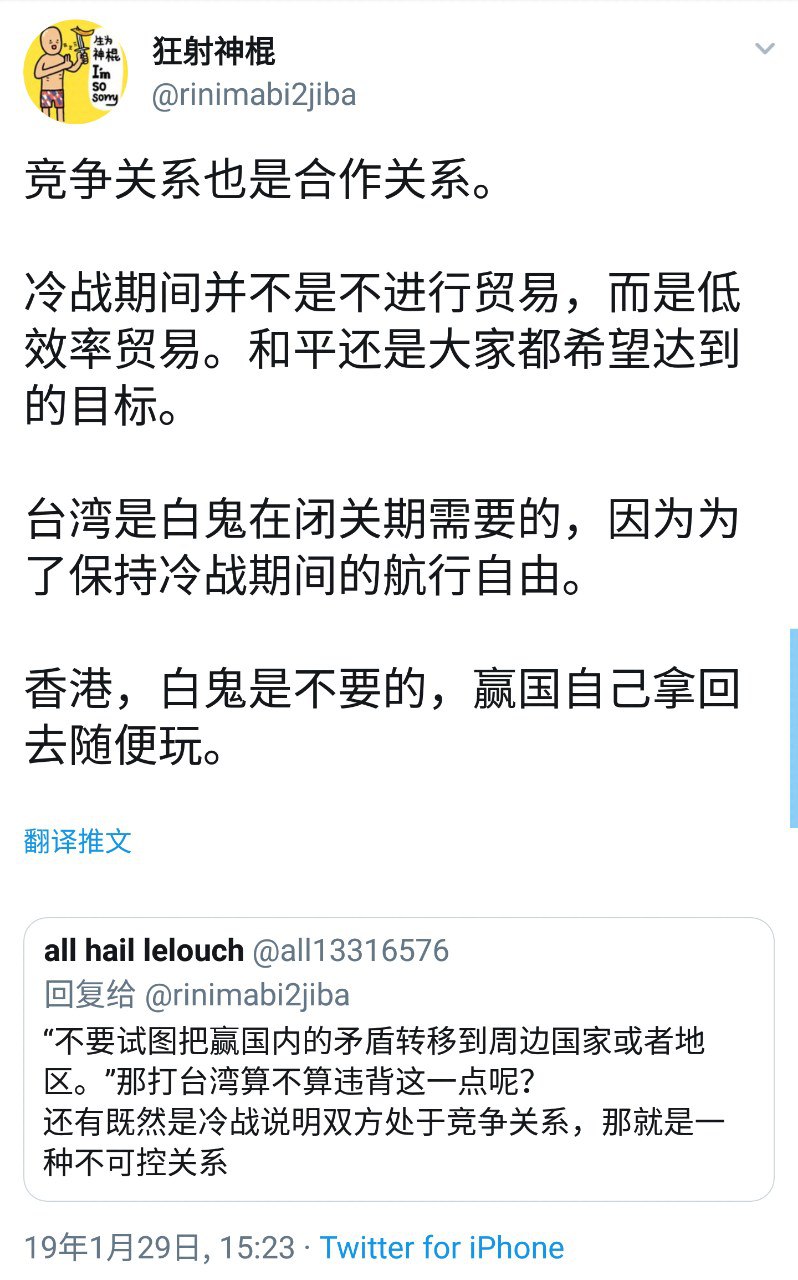 生为
神棍
I'm
so
sorry
狂射神棍
@rinimabi2jiba
竞争关系也是合作关系。
冷战期间并不是不进行贸易，而是低
效率贸易。和平还是大家都希望达到
的目标。
台湾是白鬼在闭关期需要的，因为为
了保持冷战期间的航行自由。
香港，白鬼是不要的，赢国自己拿回
去随便玩。
翻译推文
all hail lelouch @all13316576
回复给 @rinimabi2jiba
“不要试图把赢国内的矛盾转移到周边国家或者地
区。”那打台湾算不算违背这一点呢？
还有既然是冷战说明双方处于竞争关系，那就是一
种不可控关系
19年1月29日, 15:23 · Twitter for iPhone